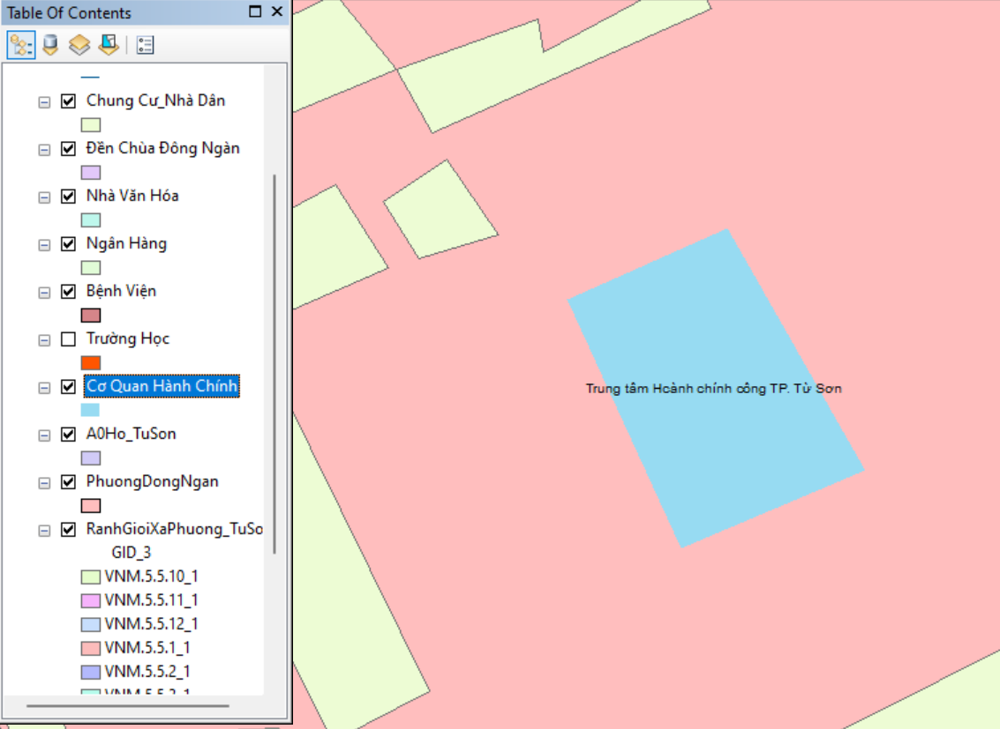 Table Of Contents
Chung Cư_Nhà Dân
Đền Chùa Đông Ngàn
Nhà Văn Hóa
Ngân Hàng
Bệnh Viện
Trường Học
Cơ Quan Hành Chính
A0Ho_TuSon
PhuongDongNgan
RanhGioiXaPhuong_TuSo
GID_3
VNM.5.5.10_1
VNM.5.5.11_1
VNM.5.5.12_1
VNM.5.5.1_1
VNM.5.5.2_1
Trung tâm Hcành chính công TP. Từ Sơn